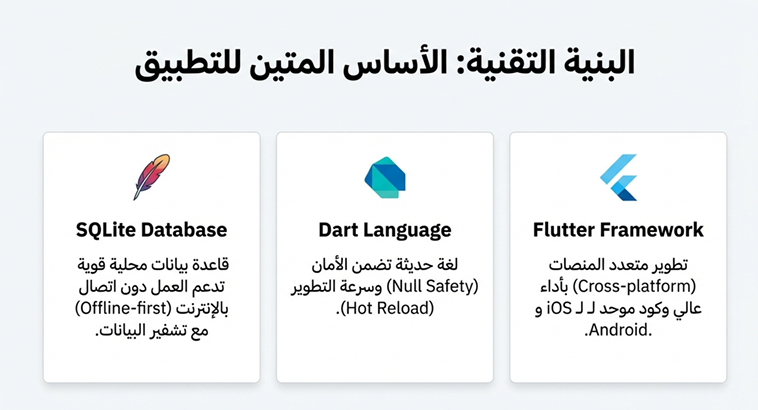 البنية التقنية: الأساس المتين للتطبيق
Flutter Framework
تطوير متعدد المنصات
(Cross-platform) بأداء
عالي وكود موحد لـ لـ iOS و
.Android.
Dart Language
لغة حديثة تضمن الأمان
(Null Safety) وسرعة التطوير
(Hot Reload).
SQLite Database
قاعدة بيانات محلية قوية
تدعم العمل دون اتصال
بالإنترنت (Offline-first)
مع تشفير البيانات.